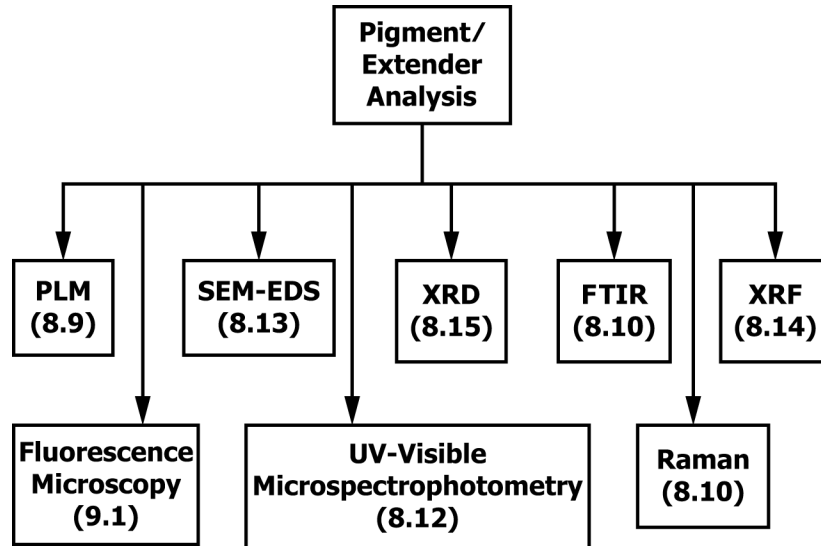 Pigment/
Extender
Analysis
PLM
(8.9)
SEM-EDS
(8.13)
XRD
(8.15)
FTIR
(8.10)
XRF
(8.14)
Fluorescence
Microscopy
(9.1)
UV-Visible
Microspectrophotometry
(8.12)
Raman
(8.10)